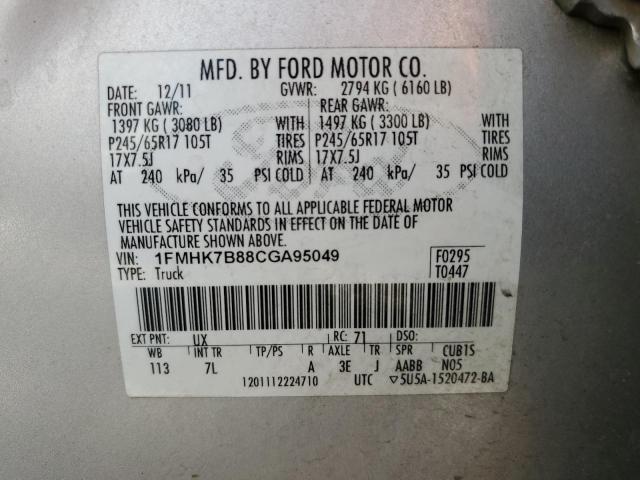 MFD. BY FORD MOTOR CO.
DATE: 12/11 GVWR: 2794 KG ( 6160 LB)
FRONT GAWR: REAR GAWR:
1397 KG ( 3080 LB) WITH 1497 KG ( 3300 LB) WITH
P245/65R17 105T TIRES P245/65R17 105T TIRES
17X7.5J RIMS 17X7.5J RIMS
AT 240 kPa/ 35 PSI COLD AT 240 kPa/ 35 PSI COLD
THIS VEHICLE CONFORMS TO ALL APPLICABLE FEDERAL MOTOR
VEHICLE SAFETY STANDARDS IN EFFECT ON THE DATE OF
MANUFACTURE SHOWN ABOVE.
VIN: 1FMHK7B88CGA95049 F0295
TYPE: Truck T0447
EXT PNT: UX RC: 71 DSO:
WB INT TR TP/PS R AXLE TR SPR CUB1S
113 7L A 3E J AABB N05
1201112224710 UTC ▽5U5A-1520472-BA